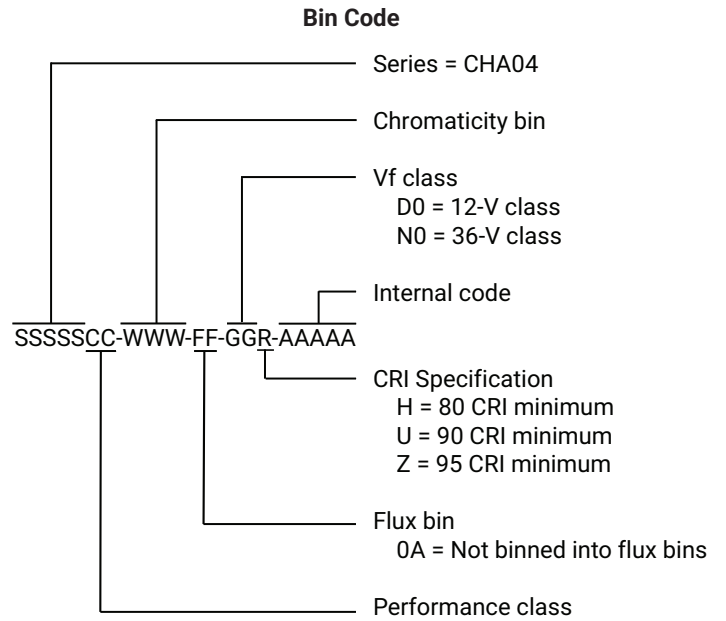 Bin Code
Series = CHA04
Chromaticity bin
Vf class
D0 = 12-V class
N0 = 36-V class
Internal code
SSSSSCC-WWW-FF-GGR-AAAAA
CRI Specification
H = 80 CRI minimum
U = 90 CRI minimum
Z = 95 CRI minimum
Flux bin
0A = Not binned into flux bins
Performance class